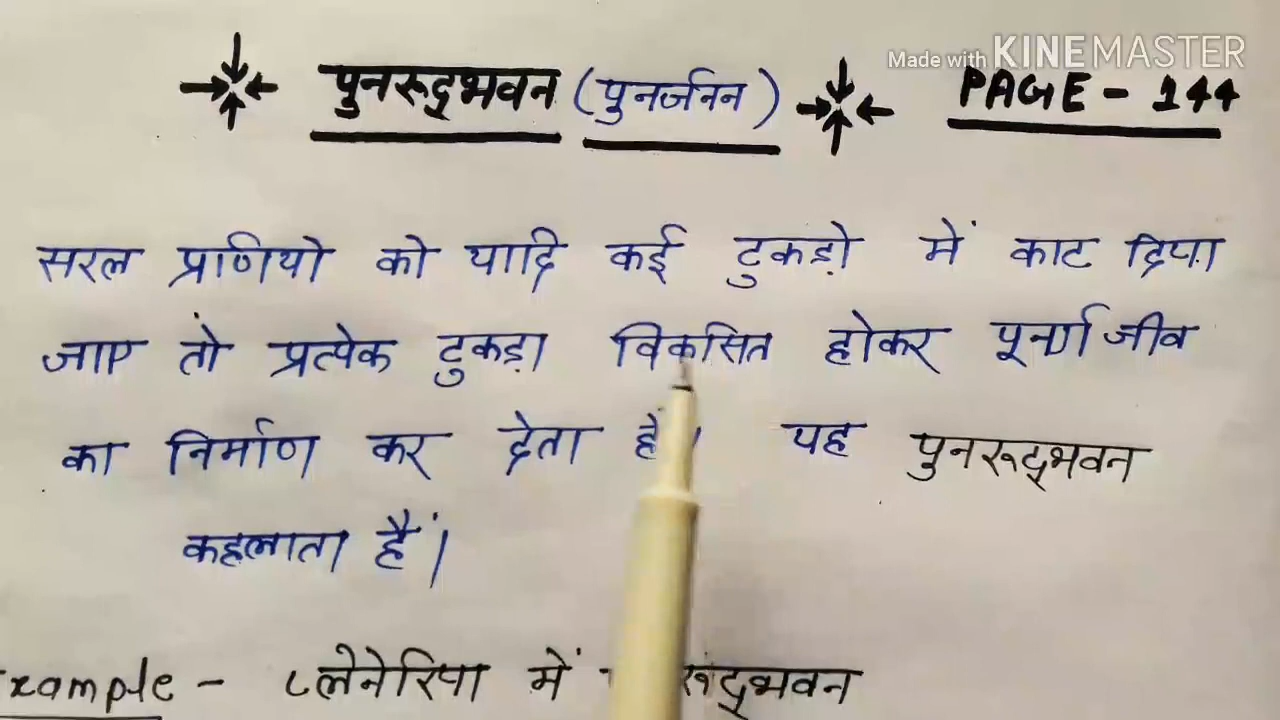 Made with KINEMASTER
पुनरूद्भवन (पुनर्जनन) PAGE - 144
सरल प्राणियो को यादि कई टुकड़ो में काट दिया
जाए तो प्रत्येक टुकड़ा विकसित होकर पूर्ण जीव
का निर्माण कर देता यह पुनरूद्भवन
कहलाता हैं।
xample - प्लेनेरिया में